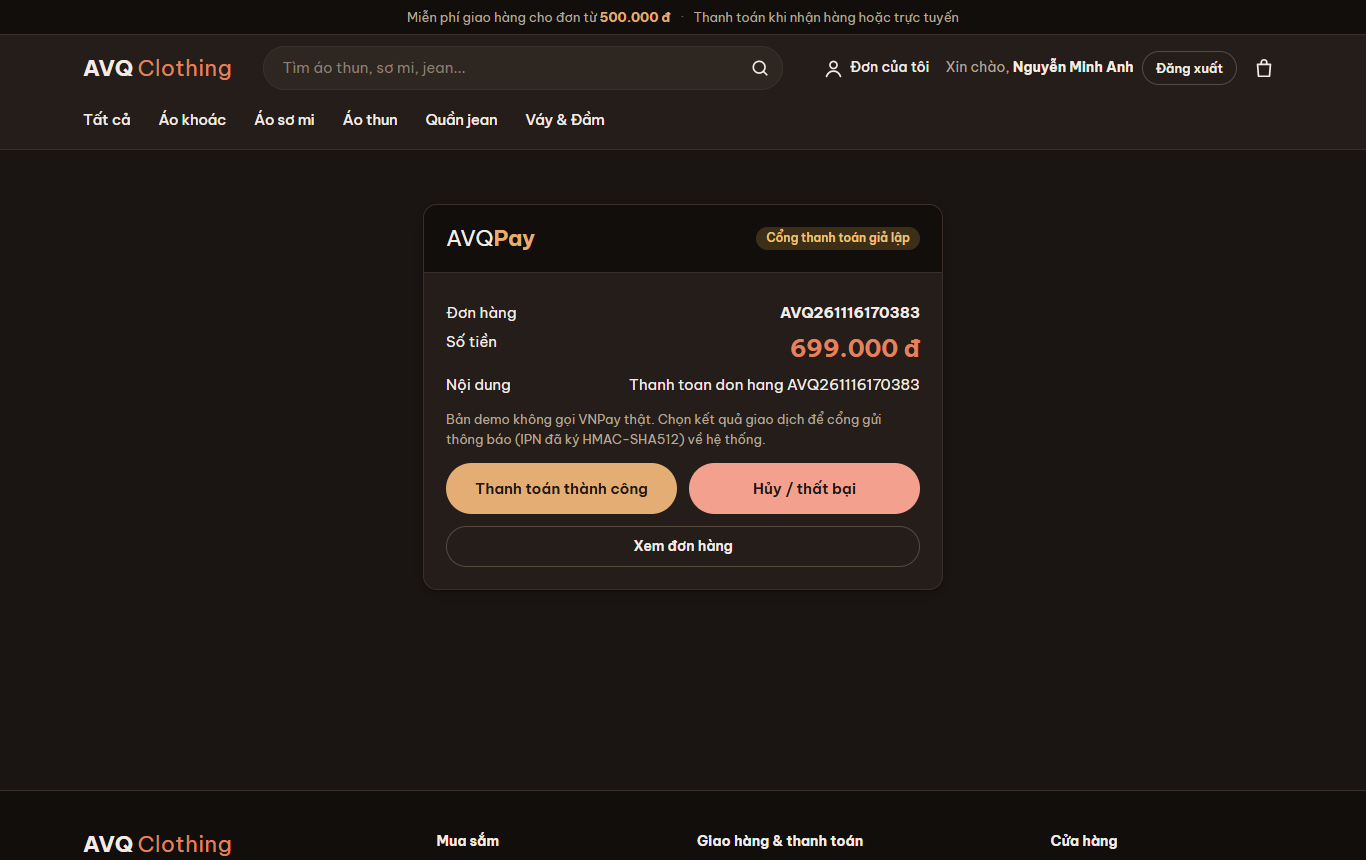 Miễn phí giao hàng cho đơn từ 500.000 đ · Thanh toán khi nhận hàng hoặc trực tuyến
AVQ Clothing
Tìm áo thun, sơ mi, jean...
Đơn của tôi
Xin chào, Nguyễn Minh Anh
Đăng xuất
Tất cả
Áo khoác
Áo sơ mi
Áo thun
Quần jean
Váy & Đầm
AVQPay
Cổng thanh toán giả lập
Đơn hàng
AVQ261116170383
Số tiền
699.000 đ
Nội dung
Thanh toan don hang AVQ261116170383
Bản demo không gọi VNPay thật. Chọn kết quả giao dịch để cổng gửi
thông báo (IPN đã ký HMAC-SHA512) về hệ thống.
Thanh toán thành công
Hủy / thất bại
Xem đơn hàng
AVQ Clothing
Mua sắm
Giao hàng & thanh toán
Cửa hàng